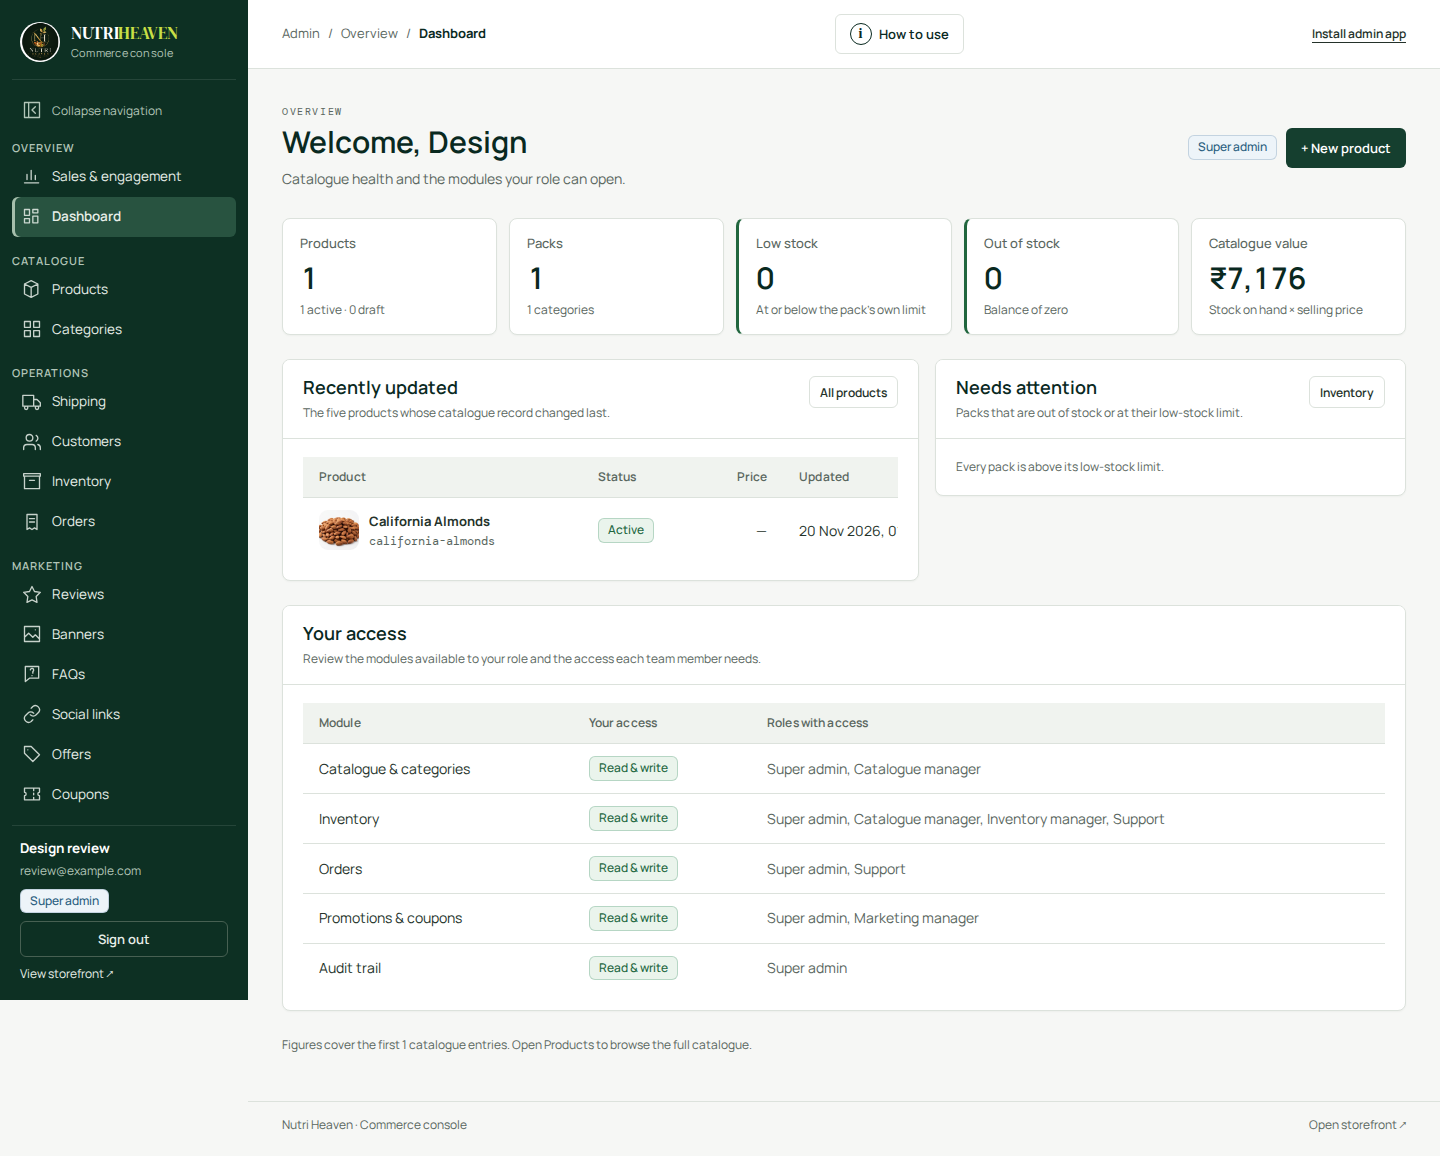 NUTRIHEAVEN
Commerce console
Collapse navigation
OVERVIEW
Sales & engagement
Dashboard
CATALOGUE
Products
Categories
OPERATIONS
Shipping
Customers
Inventory
Orders
MARKETING
Reviews
Banners
FAQs
Social links
Offers
Coupons
Design review
review@example.com
Super admin
Sign out
View storefront ↗
Admin / Overview / Dashboard
i How to use
Install admin app
OVERVIEW
Welcome, Design
Catalogue health and the modules your role can open.
Super admin
+ New product
Products
1
1 active · 0 draft
Packs
1
1 categories
Low stock
0
At or below the pack's own limit
Out of stock
0
Balance of zero
Catalogue value
₹7,176
Stock on hand × selling price
Recently updated
The five products whose catalogue record changed last.
All products
Product Status Price Updated
California Almonds
california-almonds
Active — 20 Nov 2026, 0
Needs attention
Packs that are out of stock or at their low-stock limit.
Inventory
Every pack is above its low-stock limit.
Your access
Review the modules available to your role and the access each team member needs.
Module Your access Roles with access
Catalogue & categories Read & write Super admin, Catalogue manager
Inventory Read & write Super admin, Catalogue manager, Inventory manager, Support
Orders Read & write Super admin, Support
Promotions & coupons Read & write Super admin, Marketing manager
Audit trail Read & write Super admin
Figures cover the first 1 catalogue entries. Open Products to browse the full catalogue.
Nutri Heaven · Commerce console
Open storefront ↗